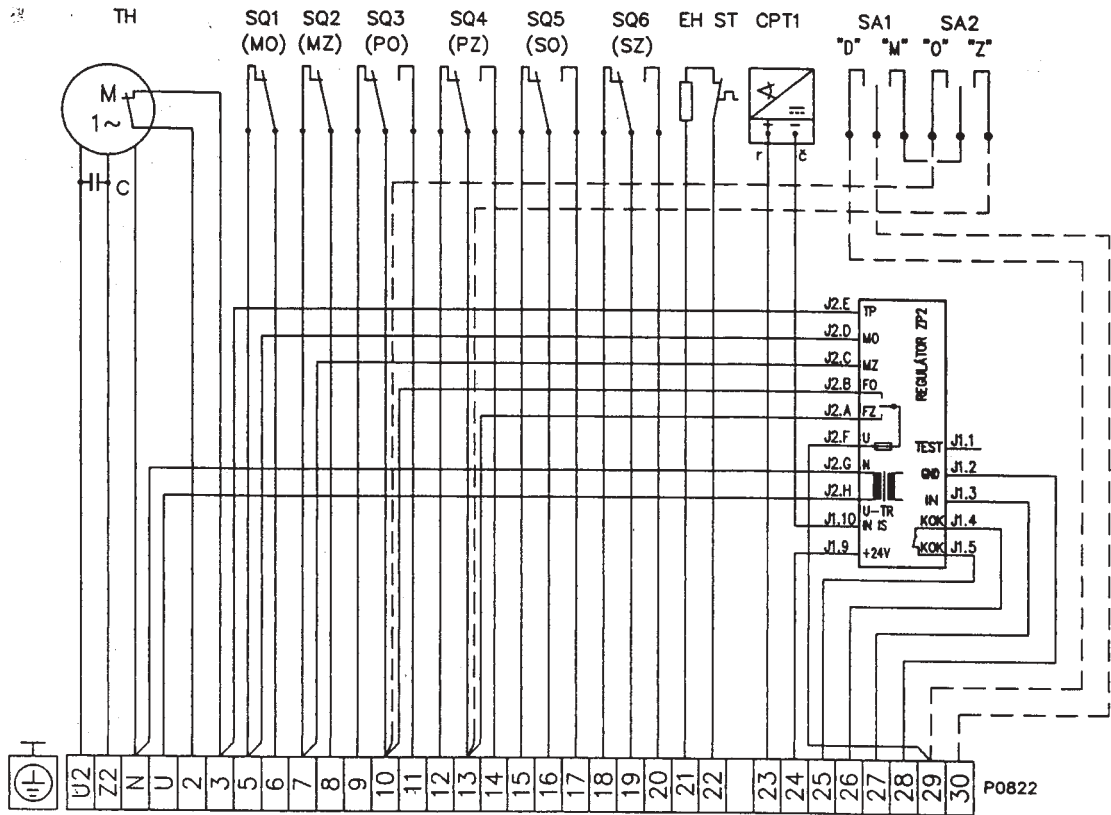 TH SQ1 SQ2 SQ3 SQ4 SQ5 SQ6 EH ST CPT1 SA1 SA2
(MO) (MZ) (PO) (PZ) (SO) (SZ) "D" "M" "O" "Z"
M
1~
C
+ −
r č
REGULÁTOR ZP2
J2.E TP
J2.D MO
J2.C MZ
J2.B FO
J2.A FZ
J2.F U
TEST J1.1
J2.G N
GND J1.2
J2.H
IN J1.3
U-TR
J1.10 IN IS
KOK J1.4
J1.9 +24V
KOK J1.5
U2 Z2 N U 2 3 5 6 7 8 9 10 11 12 13 14 15 16 17 18 19 20 21 22 23 24 25 26 27 28 29 30 P0822